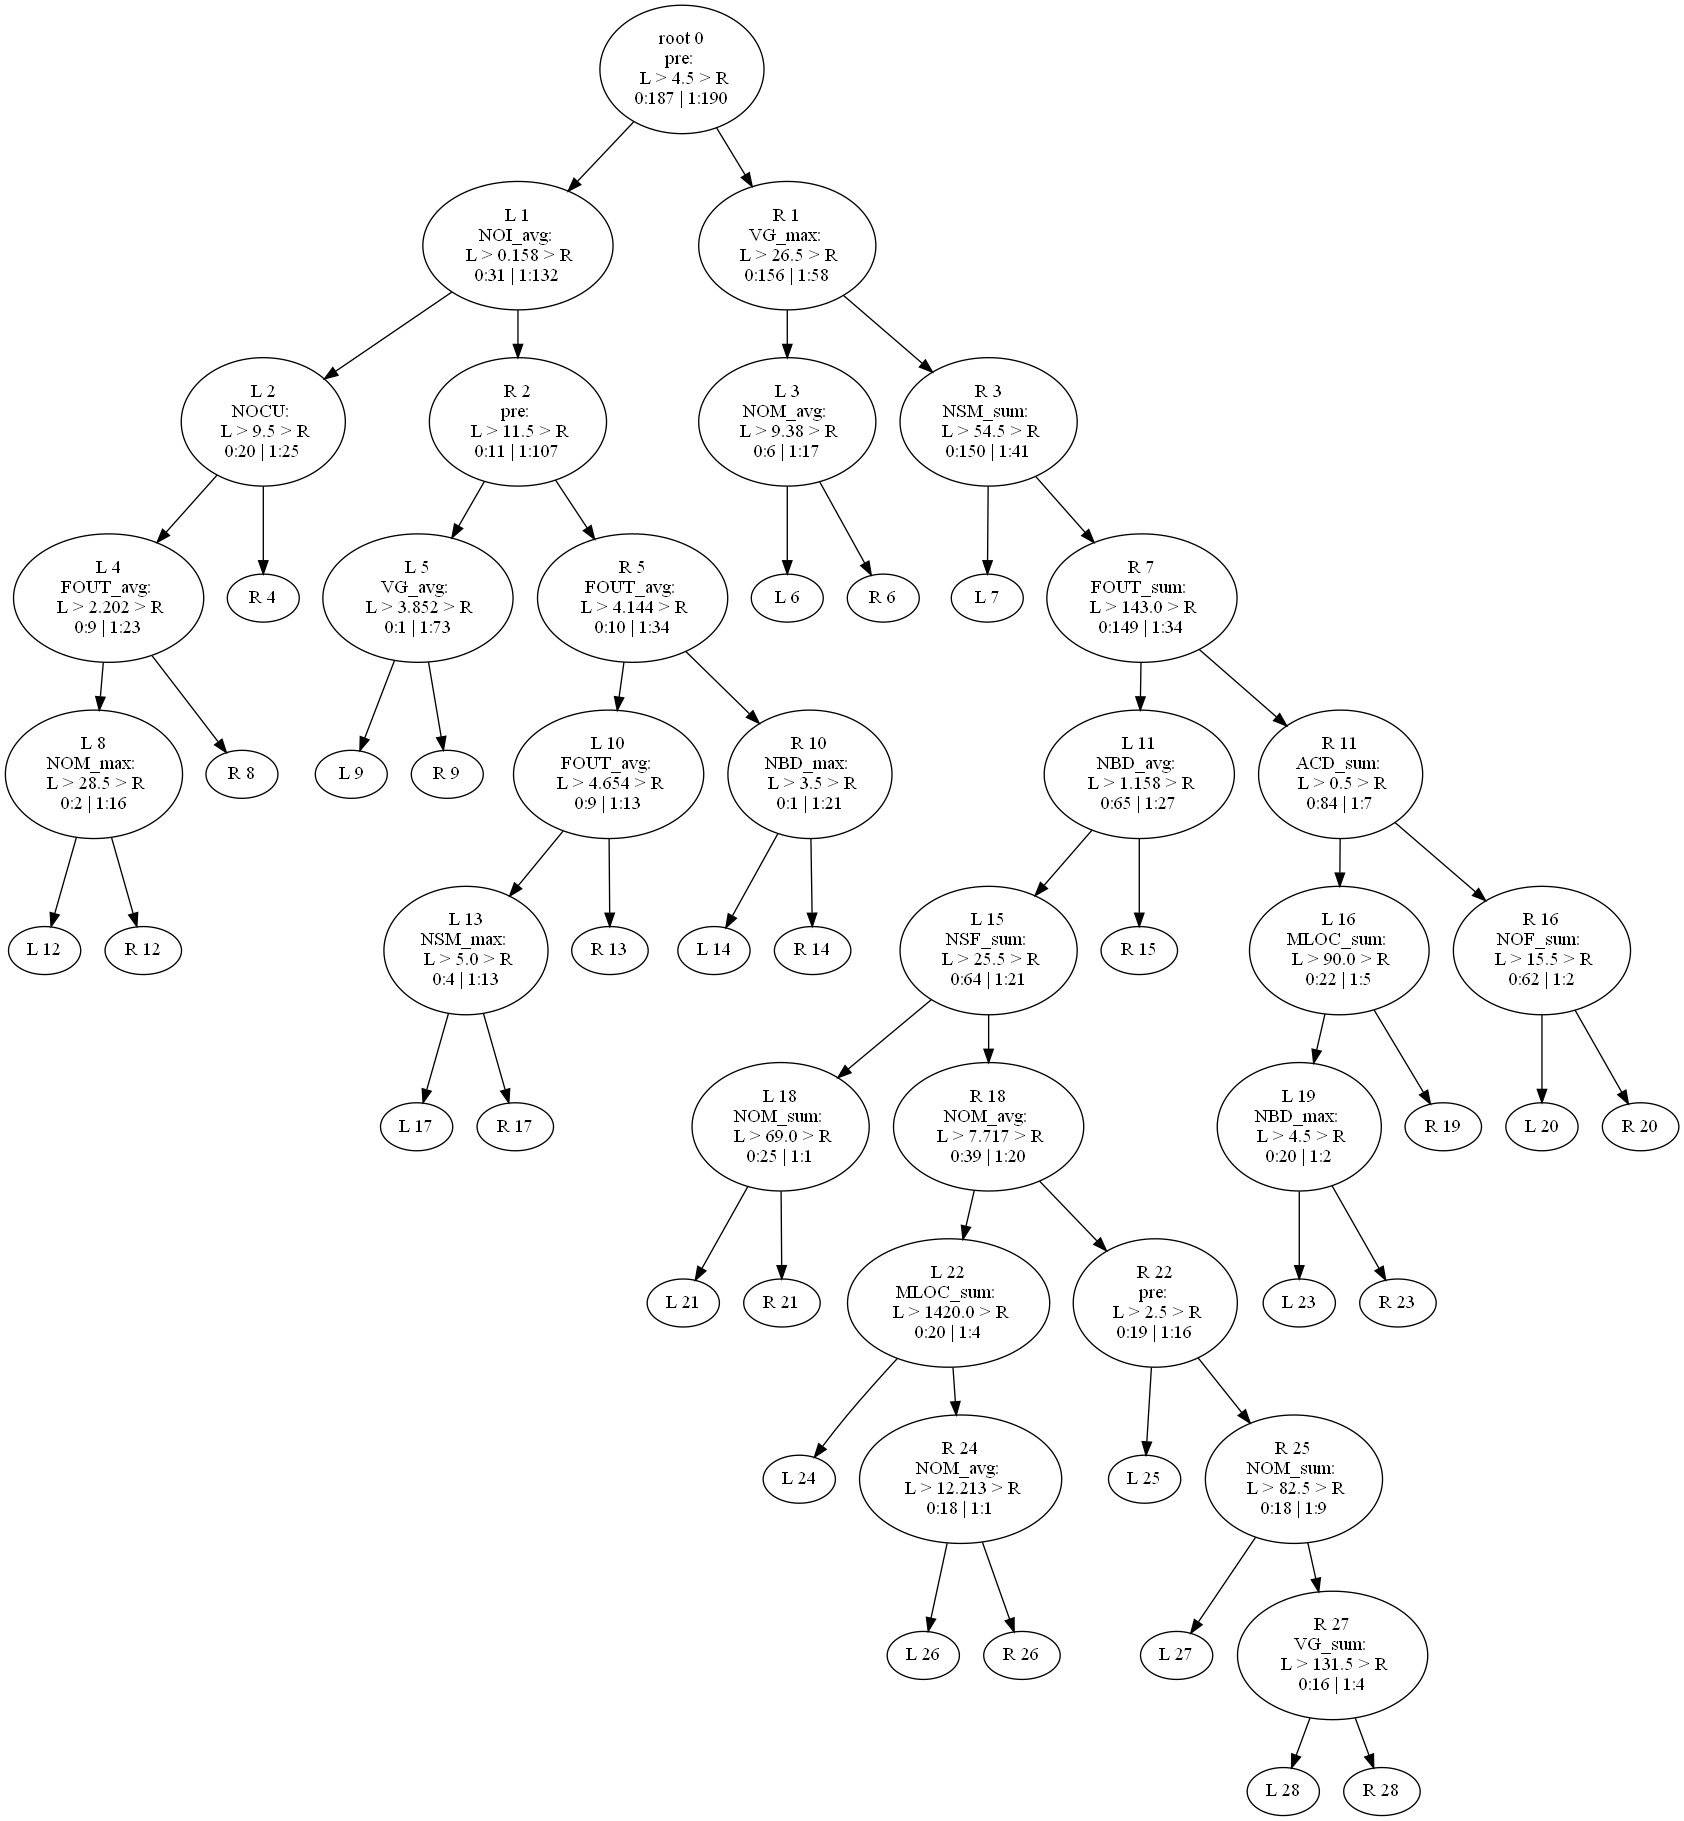 root 0
pre:
L > 4.5 > R
0:187 | 1:190
L 1
NOI_avg:
L > 0.158 > R
0:31 | 1:132
R 1
VG_max:
L > 26.5 > R
0:156 | 1:58
L 2
NOCU:
L > 9.5 > R
0:20 | 1:25
R 2
pre:
L > 11.5 > R
0:11 | 1:107
L 3
NOM_avg:
L > 9.38 > R
0:6 | 1:17
R 3
NSM_sum:
L > 54.5 > R
0:150 | 1:41
L 4
FOUT_avg:
L > 2.202 > R
0:9 | 1:23
R 4
L 5
VG_avg:
L > 3.852 > R
0:1 | 1:73
R 5
FOUT_avg:
L > 4.144 > R
0:10 | 1:34
L 6
R 6
L 7
R 7
FOUT_sum:
L > 143.0 > R
0:149 | 1:34
L 8
NOM_max:
L > 28.5 > R
0:2 | 1:16
R 8
L 9
R 9
L 10
FOUT_avg:
L > 4.654 > R
0:9 | 1:13
R 10
NBD_max:
L > 3.5 > R
0:1 | 1:21
L 11
NBD_avg:
L > 1.158 > R
0:65 | 1:27
R 11
ACD_sum:
L > 0.5 > R
0:84 | 1:7
L 12
R 12
L 13
NSM_max:
L > 5.0 > R
0:4 | 1:13
R 13
L 14
R 14
L 15
NSF_sum:
L > 25.5 > R
0:64 | 1:21
R 15
L 16
MLOC_sum:
L > 90.0 > R
0:22 | 1:5
R 16
NOF_sum:
L > 15.5 > R
0:62 | 1:2
L 17
R 17
L 18
NOM_sum:
L > 69.0 > R
0:25 | 1:1
R 18
NOM_avg:
L > 7.717 > R
0:39 | 1:20
L 19
NBD_max:
L > 4.5 > R
0:20 | 1:2
R 19
L 20
R 20
L 21
R 21
L 22
MLOC_sum:
L > 1420.0 > R
0:20 | 1:4
R 22
pre:
L > 2.5 > R
0:19 | 1:16
L 23
R 23
L 24
R 24
NOM_avg:
L > 12.213 > R
0:18 | 1:1
L 25
R 25
NOM_sum:
L > 82.5 > R
0:18 | 1:9
L 26
R 26
L 27
R 27
VG_sum:
L > 131.5 > R
0:16 | 1:4
L 28
R 28